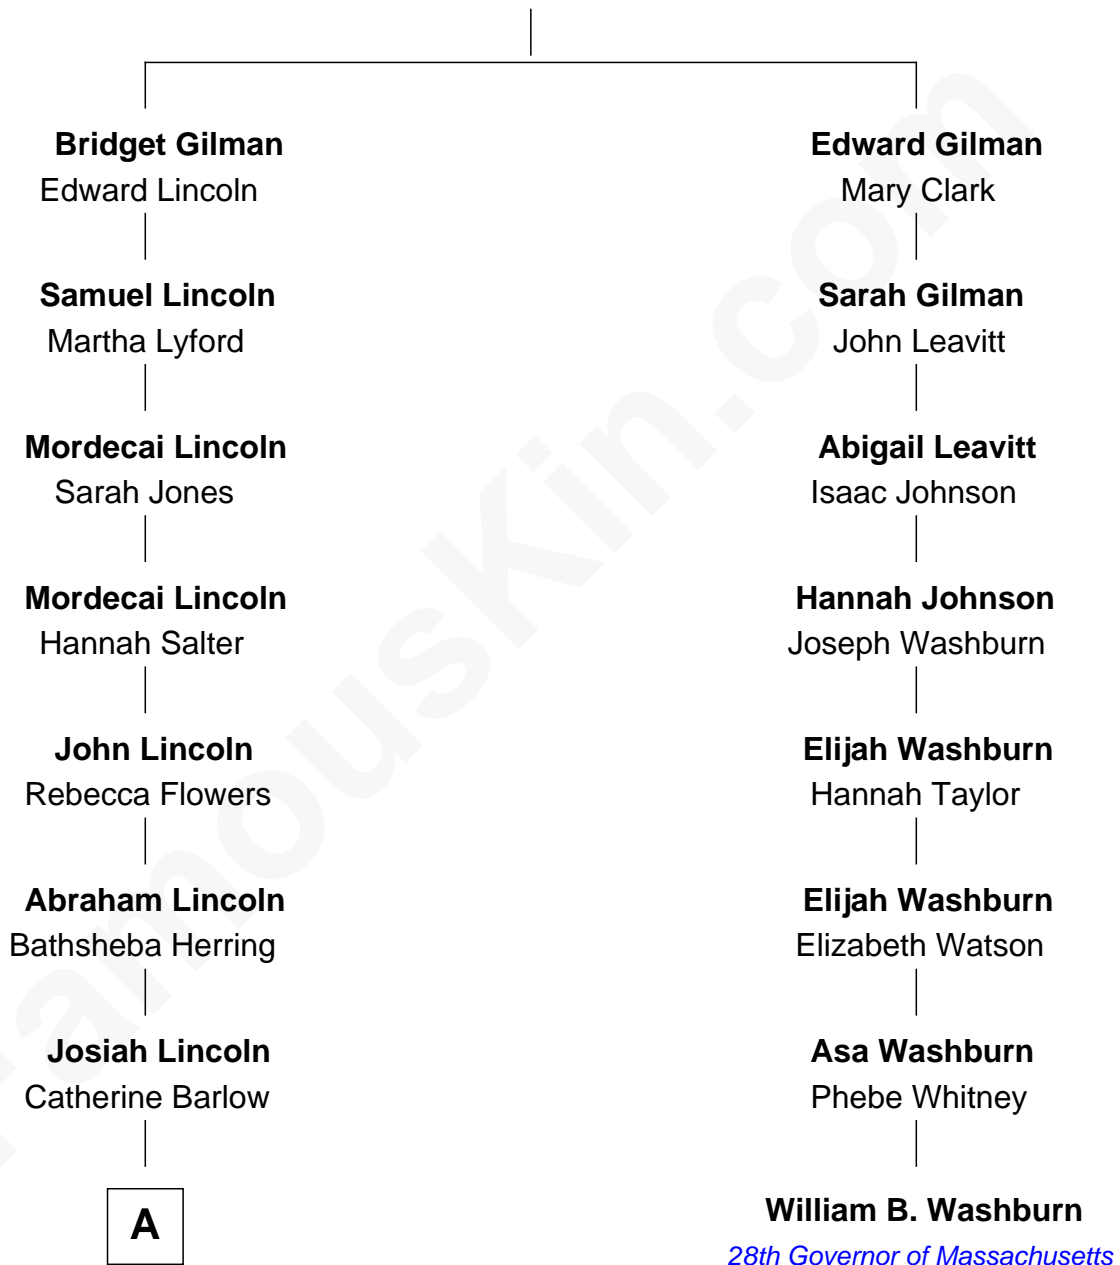 Bridget Gilman
Edward Lincoln
Samuel Lincoln
Martha Lyford
Mordecai Lincoln
Sarah Jones
Mordecai Lincoln
Hannah Salter
John Lincoln
Rebecca Flowers
Abraham Lincoln
Bathsheba Herring
Josiah Lincoln
Catherine Barlow
A
Edward Gilman
Mary Clark
Sarah Gilman
John Leavitt
Abigail Leavitt
Isaac Johnson
Hannah Johnson
Joseph Washburn
Elijah Washburn
Hannah Taylor
Elijah Washburn
Elizabeth Watson
Asa Washburn
Phebe Whitney
William B. Washburn
28th Governor of Massachusetts
FamousKin.com